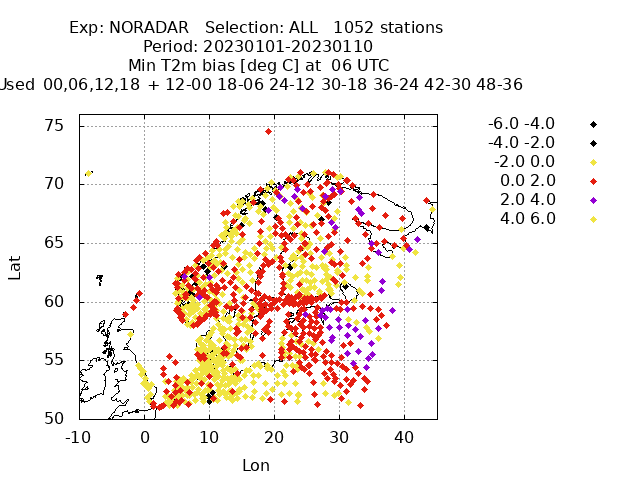 Exp: NORADAR Selection: ALL 1052 stations
Period: 20230101-20230110
Min T2m bias [deg C] at 06 UTC
00,06,12,18 + 12-00 18-06 24-12 30-18 36-24 42-30 48-36
-6.0 -4.0
-4.0 -2.0
-2.0 0.0
0.0 2.0
2.0 4.0
4.0 6.0
75
70
65
60
55
50
Lat
-10 0 10 20 30 40
Lon